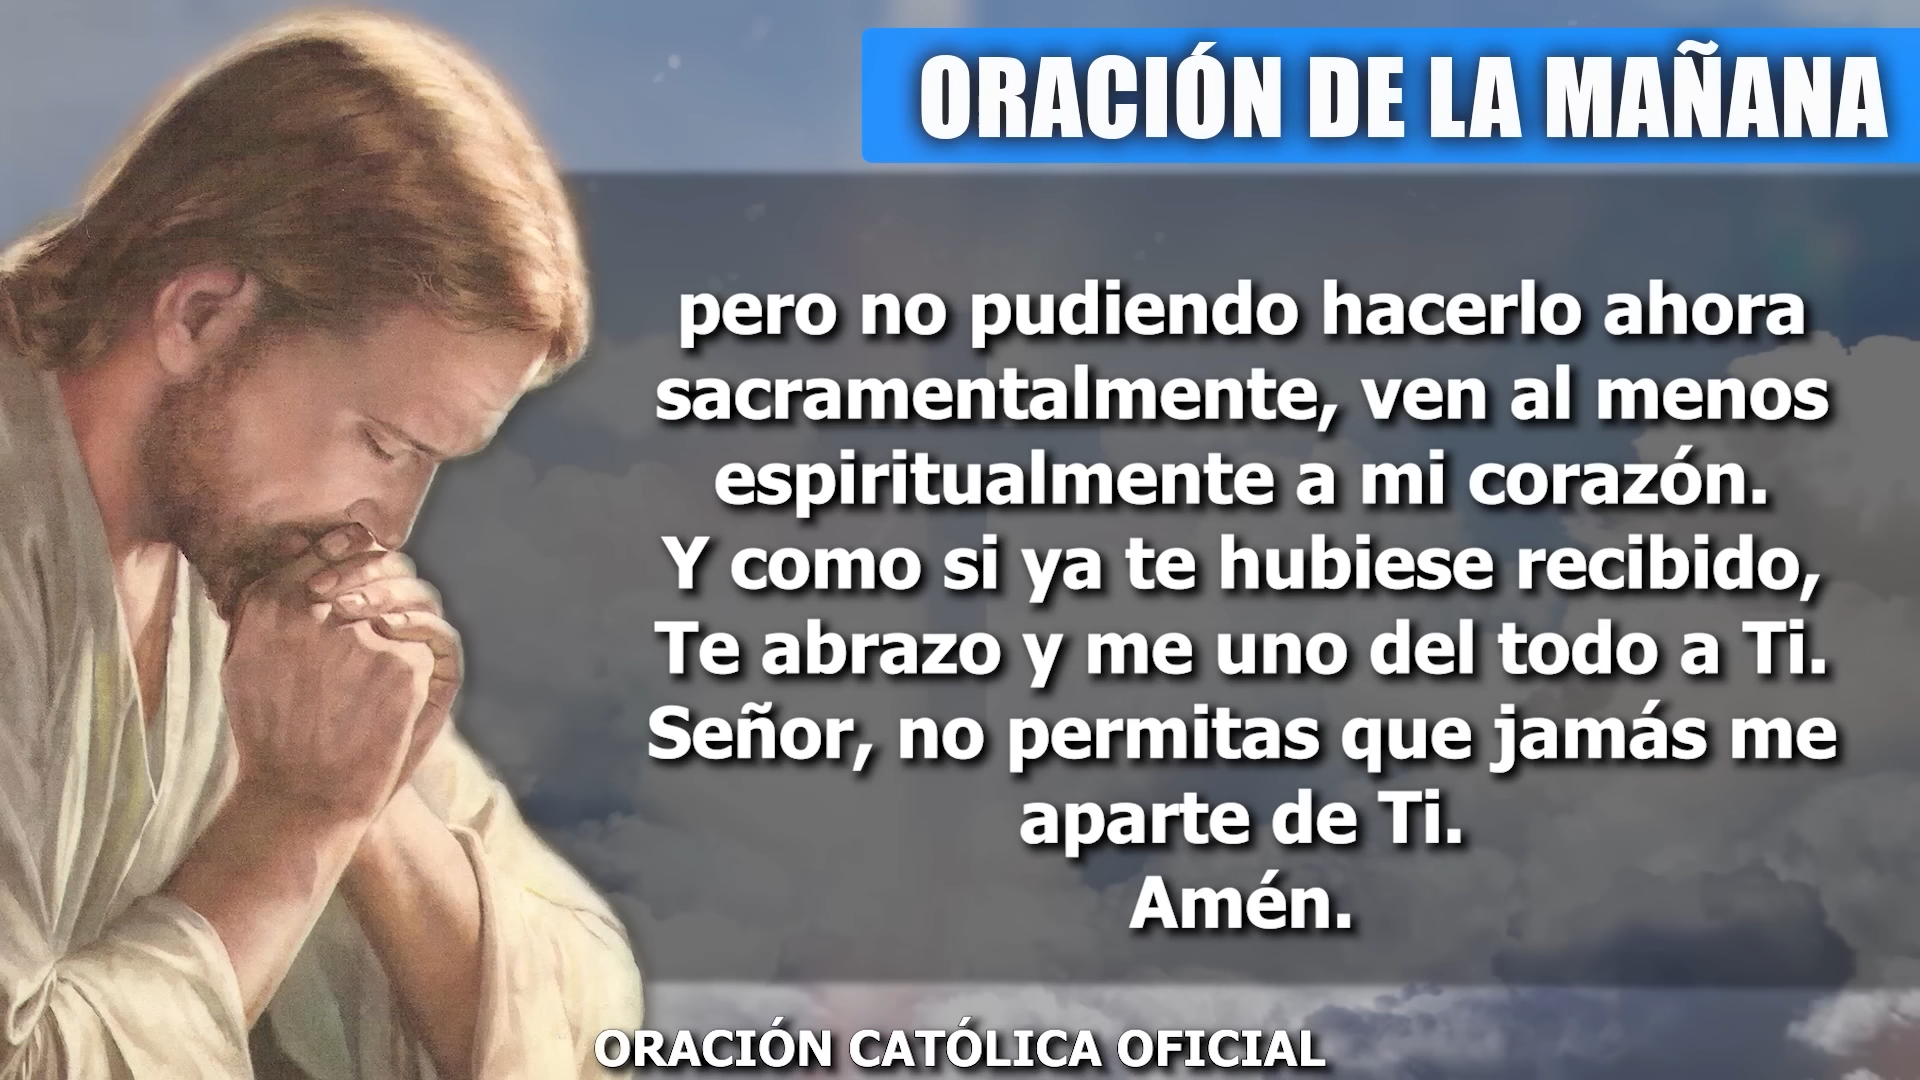 ORACIÓN DE LA MAÑANA
pero no pudiendo hacerlo ahora
sacramentalmente, ven al menos
espiritualmente a mi corazón.
Y como si ya te hubiese recibido,
Te abrazo y me uno del todo a Ti.
Señor, no permitas que jamás me
aparte de Ti.
Amén.
ORACIÓN CATÓLICA OFICIAL